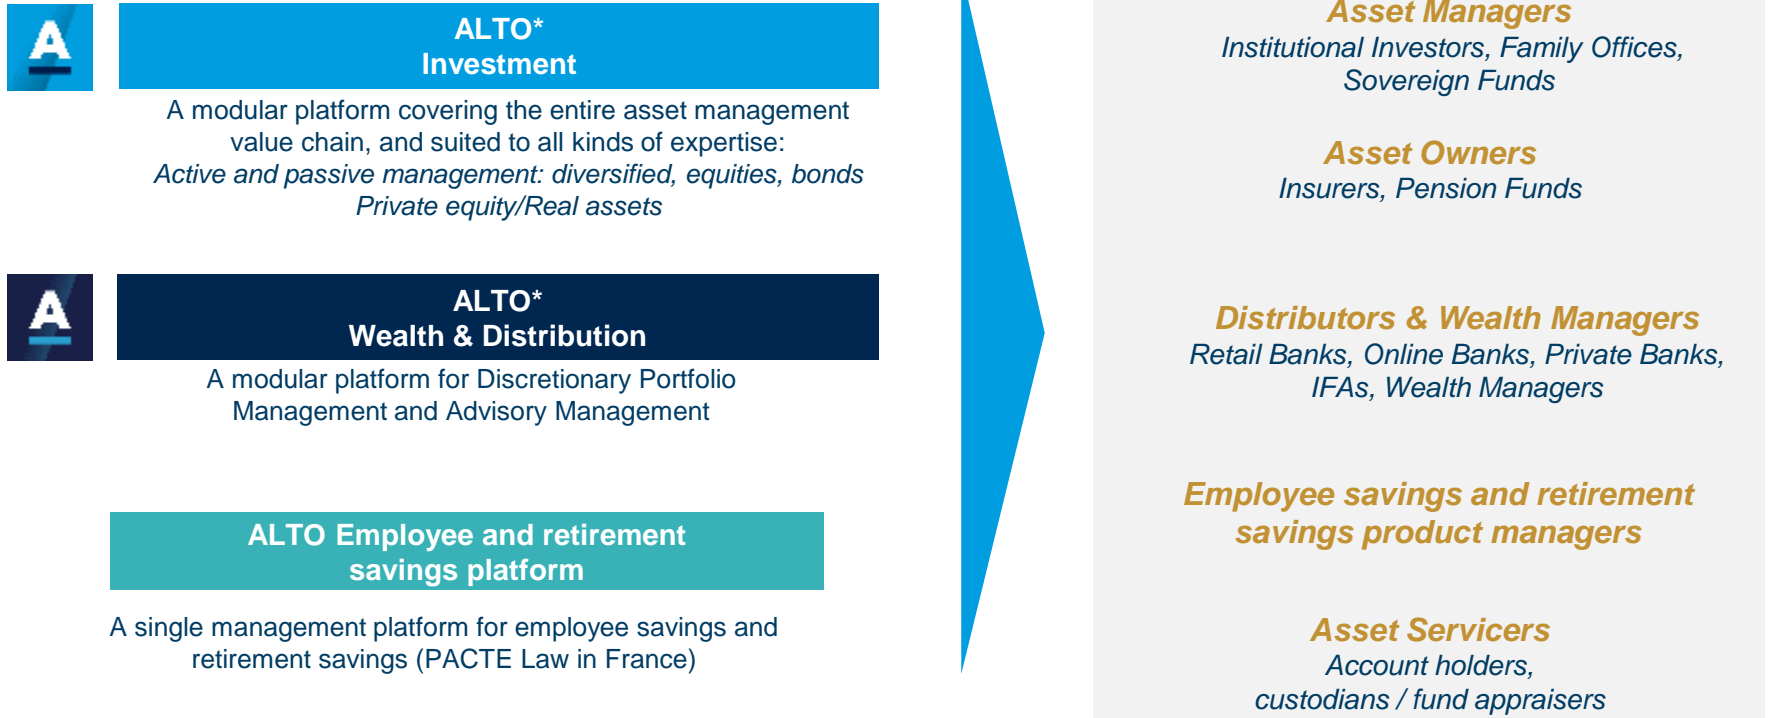 A
ALTO*
Investment
A modular platform covering the entire asset management
value chain, and suited to all kinds of expertise:
Active and passive management: diversified, equities, bonds
Private equity/Real assets
A
ALTO*
Wealth & Distribution
A modular platform for Discretionary Portfolio
Management and Advisory Management
ALTO Employee and retirement
savings platform
A single management platform for employee savings and
retirement savings (PACTE Law in France)
Asset Managers
Institutional Investors, Family Offices,
Sovereign Funds
Asset Owners
Insurers, Pension Funds
Distributors & Wealth Managers
Retail Banks, Online Banks, Private Banks,
IFAs, Wealth Managers
Employee savings and retirement
savings product managers
Asset Servicers
Account holders,
custodians / fund appraisers